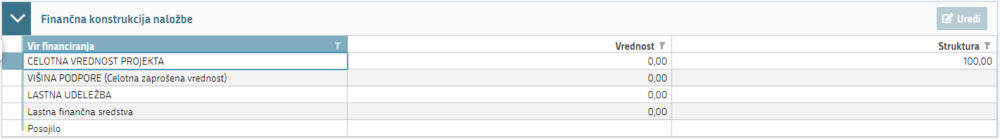 Finančna konstrukcija naložbe Uredi
Vir financiranja Vrednost Struktura
CELOTNA VREDNOST PROJEKTA 0,00 100,00
VIŠINA PODPORE (Celotna zaprošena vrednost) 0,00
LASTNA UDELEŽBA 0,00
Lastna finančna sredstva 0,00
Posojilo